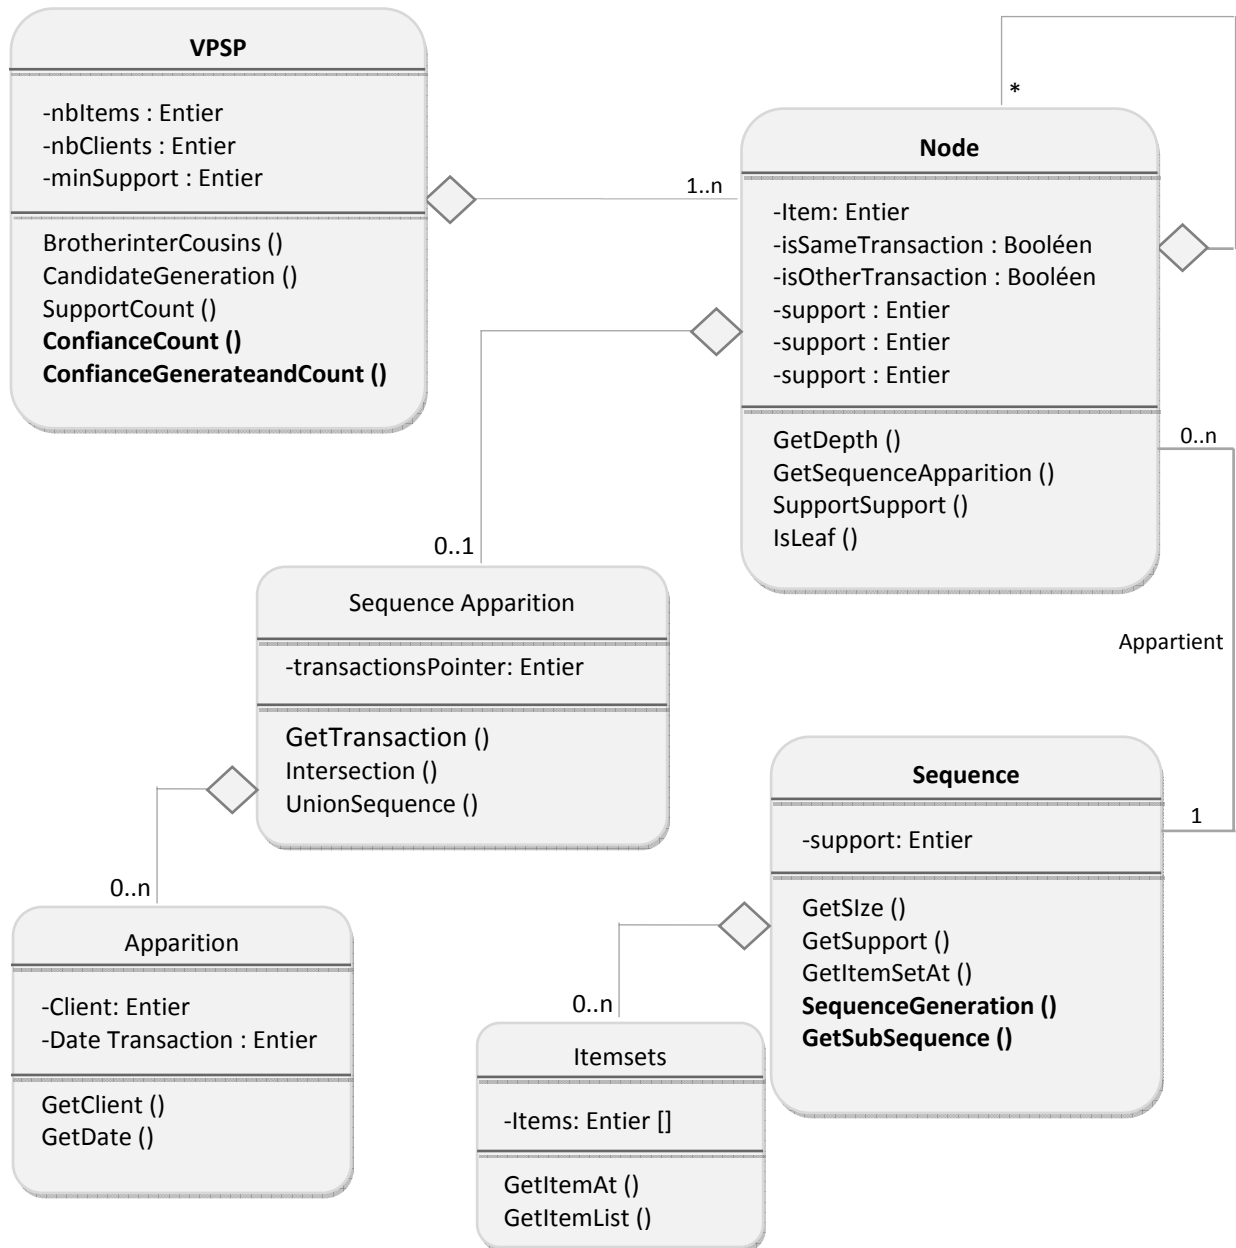 VPSP
-nbItems : Entier
-nbClients : Entier
-minSupport : Entier
BrotherinterCousins ()
CandidateGeneration ()
SupportCount ()
ConfianceCount ()
ConfianceGenerateandCount ()
1..n
*
Node
-Item: Entier
-isSameTransaction : Booléen
-isOtherTransaction : Booléen
-support : Entier
-support : Entier
-support : Entier
GetDepth ()
GetSequenceApparition ()
SupportSupport ()
IsLeaf ()
0..n
0..1
Sequence Apparition
-transactionsPointer: Entier
GetTransaction ()
Intersection ()
UnionSequence ()
Appartient
Sequence
-support: Entier
GetSIze ()
GetSupport ()
GetItemSetAt ()
SequenceGeneration ()
GetSubSequence ()
1
0..n
Apparition
-Client: Entier
-Date Transaction : Entier
GetClient ()
GetDate ()
0..n
Itemsets
-Items: Entier []
GetItemAt ()
GetItemList ()